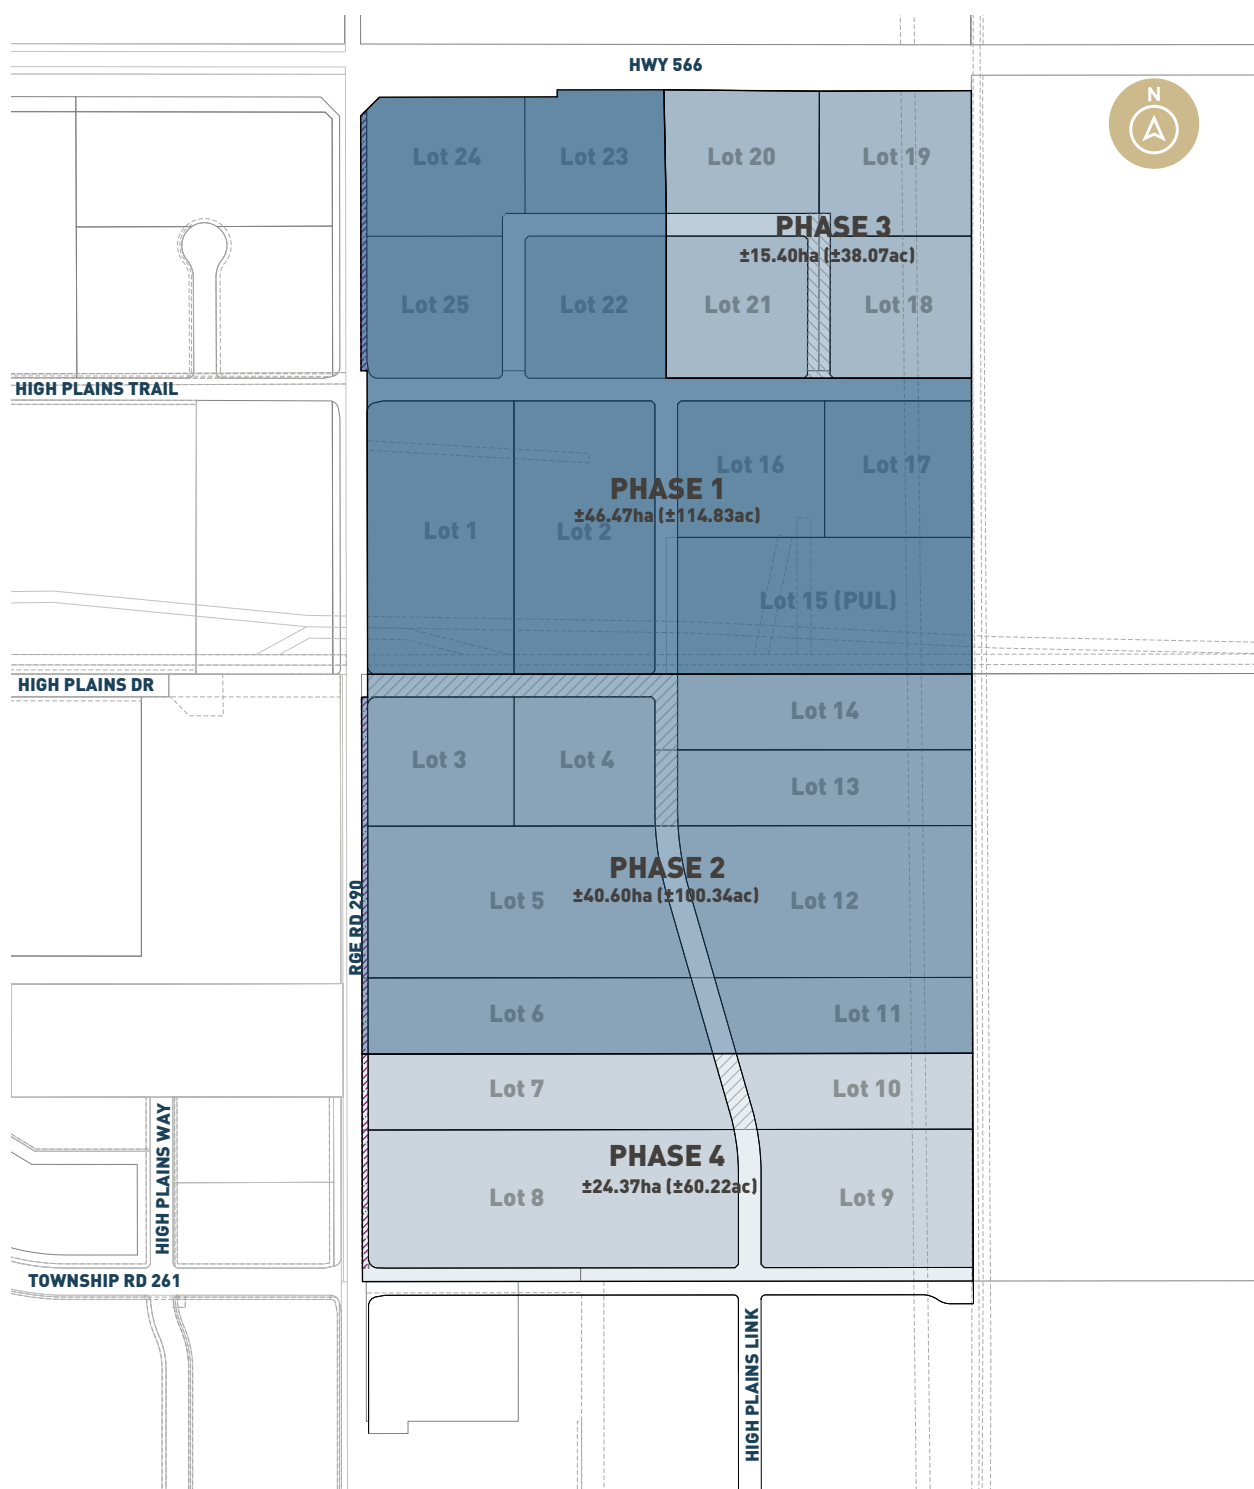 HWY 566
N
Lot 24
Lot 23
Lot 20
Lot 19
PHASE 3
±15.40ha (±38.07ac)
Lot 25
Lot 22
Lot 21
Lot 18
HIGH PLAINS TRAIL
Lot 16
Lot 17
PHASE 1
±46.47ha (±114.83ac)
Lot 1
Lot 2
Lot 15 (PUL)
HIGH PLAINS DR
Lot 14
Lot 3
Lot 4
Lot 13
PHASE 2
±40.60ha (±100.34ac)
Lot 5
Lot 12
RGE RD 290
Lot 6
Lot 11
Lot 7
Lot 10
HIGH PLAINS WAY
PHASE 4
±24.37ha (±60.22ac)
Lot 8
Lot 9
TOWNSHIP RD 261
HIGH PLAINS LINK